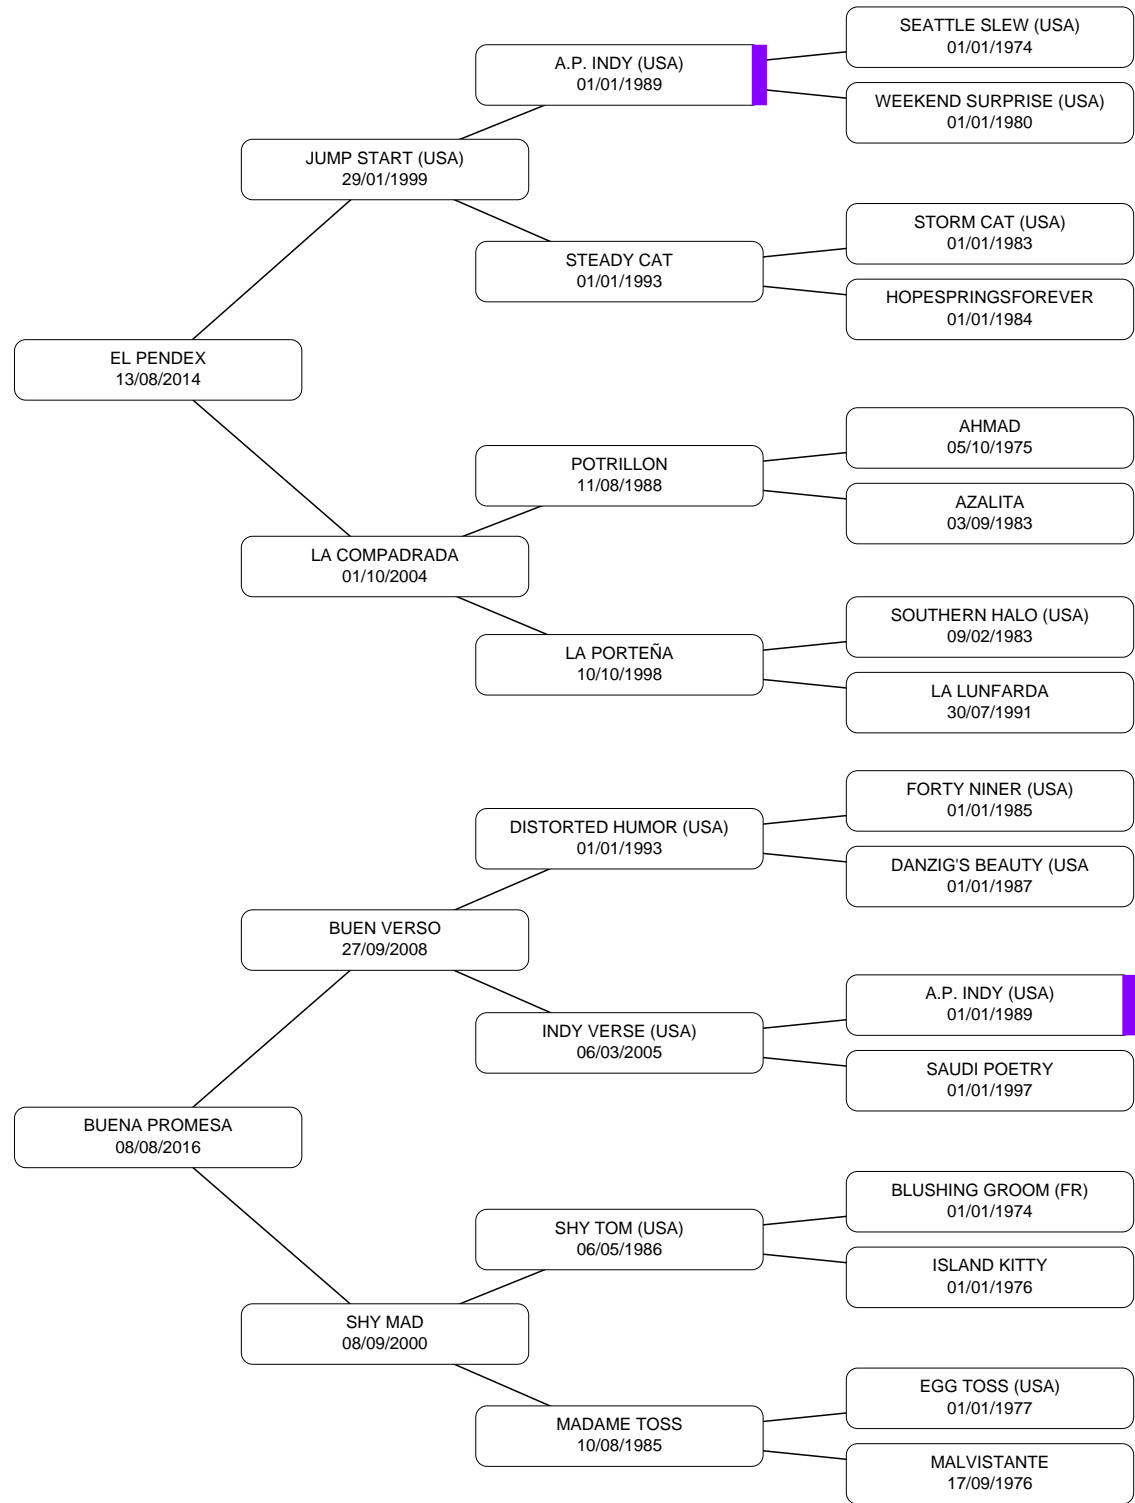 SEATTLE SLEW (USA)
01/01/1974
A.P. INDY (USA)
01/01/1989
WEEKEND SURPRISE (USA)
01/01/1980
JUMP START (USA)
29/01/1999
STORM CAT (USA)
01/01/1983
STEADY CAT
01/01/1993
HOPESPRINGSFOREVER
01/01/1984
EL PENDEX
13/08/2014
AHMAD
05/10/1975
POTRILLON
11/08/1988
AZALITA
03/09/1983
LA COMPADRADA
01/10/2004
SOUTHERN HALO (USA)
09/02/1983
LA PORTEÑA
10/10/1998
LA LUNFARDA
30/07/1991
FORTY NINER (USA)
01/01/1985
DISTORTED HUMOR (USA)
01/01/1993
DANZIG'S BEAUTY (USA
01/01/1987
BUEN VERSO
27/09/2008
A.P. INDY (USA)
01/01/1989
INDY VERSE (USA)
06/03/2005
SAUDI POETRY
01/01/1997
BUENA PROMESA
08/08/2016
BLUSHING GROOM (FR)
01/01/1974
SHY TOM (USA)
06/05/1986
ISLAND KITTY
01/01/1976
SHY MAD
08/09/2000
EGG TOSS (USA)
01/01/1977
MADAME TOSS
10/08/1985
MALVISTANTE
17/09/1976